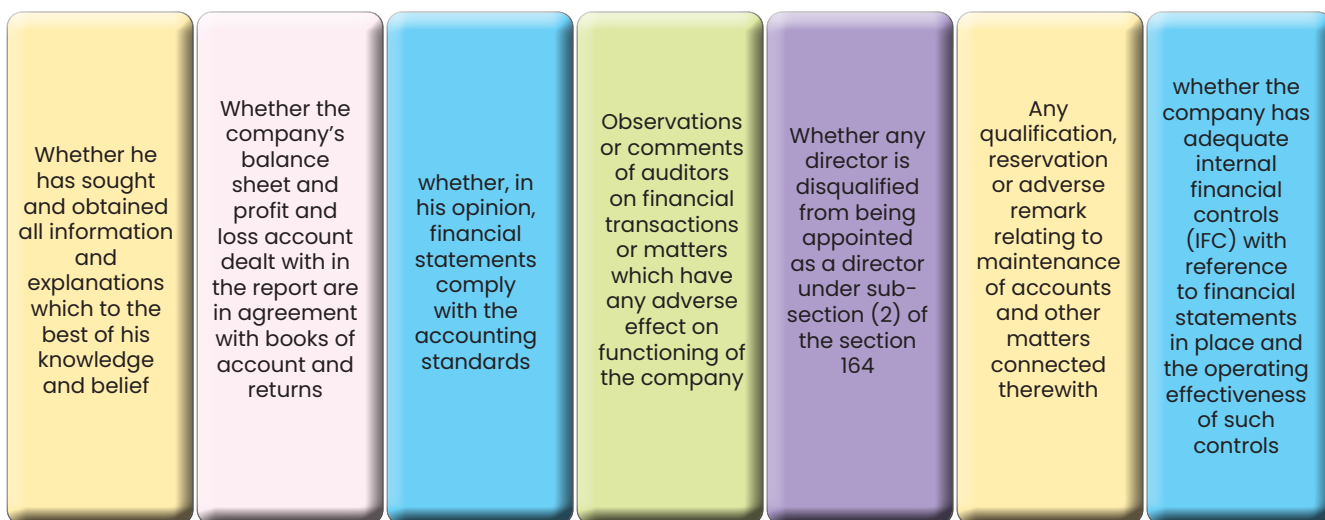 Whether he
has sought
and obtained
all information
and
explanations
which to the
best of his
knowledge
and belief
Whether the
company’s
balance
sheet and
profit and
loss account
dealt with in
the report are
in agreement
with books of
account and
returns
whether, in
his opinion,
financial
statements
comply
with the
accounting
standards
Observations
or comments
of auditors
on financial
transactions
or matters
which have
any adverse
effect on
functioning of
the company
Whether any
director is
disqualified
from being
appointed
as a director
under sub-
section (2) of
the section
164
Any
qualification,
reservation
or adverse
remark
relating to
maintenance
of accounts
and other
matters
connected
therewith
whether the
company has
adequate
internal
financial
controls
(IFC) with
reference
to financial
statements
in place and
the operating
effectiveness
of such
controls